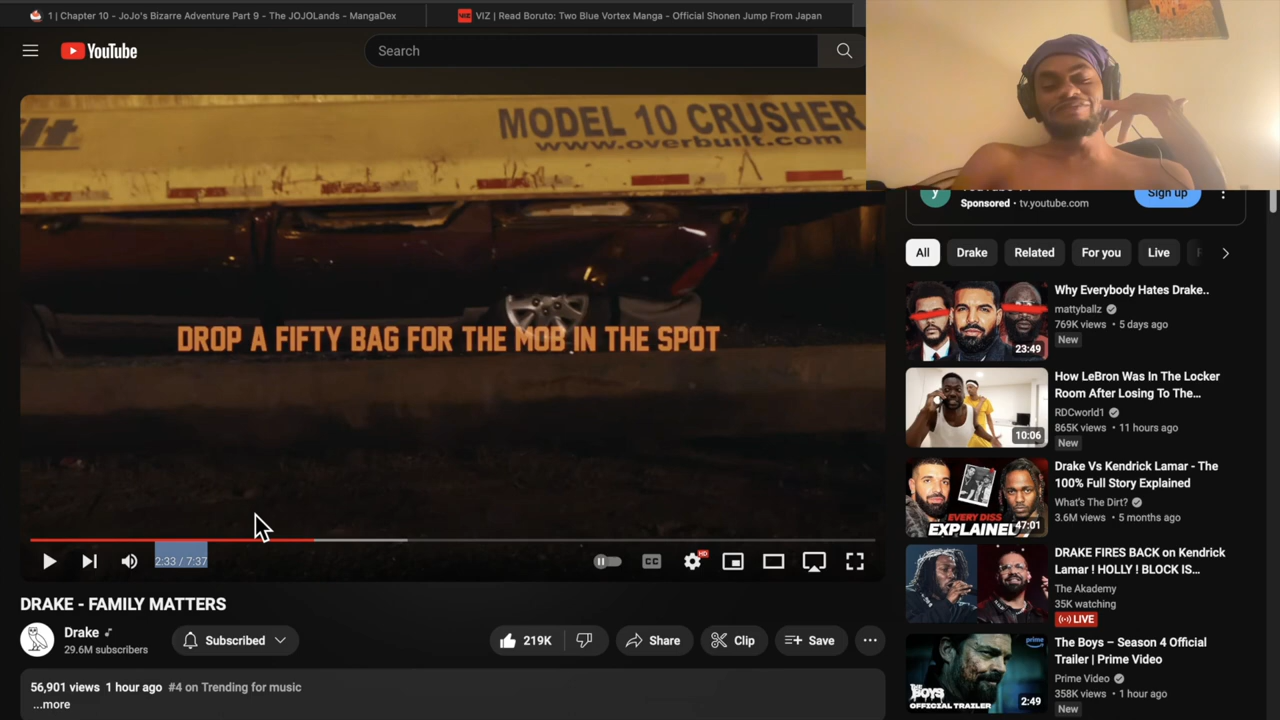 1 | Chapter 10 - JoJo's Bizarre Adventure Part 9 - The JOJOLands - MangaDex
VIZ | Read Boruto: Two Blue Vortex Manga - Official Shonen Jump From Japan
YouTube
Search
MODEL 10 CRUSHER
www.overbuilt.com
DROP A FIFTY BAG FOR THE MOB IN THE SPOT
2:33 / 7:37
CC
HD
DRAKE - FAMILY MATTERS
Drake
29.6M subscribers
Subscribed
219K
Share
Clip
Save
56,901 views 1 hour ago #4 on Trending for music
...more
y
Sponsored • tv.youtube.com
Sign up
All
Drake
Related
For you
Live
Why Everybody Hates Drake..
mattyballz
769K views • 5 days ago
New
23:49
How LeBron Was In The Locker
Room After Losing To The...
RDCworld1
865K views • 11 hours ago
New
10:06
Drake Vs Kendrick Lamar - The
100% Full Story Explained
What's The Dirt?
3.6M views • 5 months ago
EVERY DISS
EXPLAINED
47:01
DRAKE FIRES BACK on Kendrick
Lamar ! HOLLY ! BLOCK IS...
The Akademy
35K watching
LIVE
The Boys – Season 4 Official
Trailer | Prime Video
Prime Video
358K views • 1 hour ago
New
prime
THE BOYS
OFFICIAL TRAILER
2:49